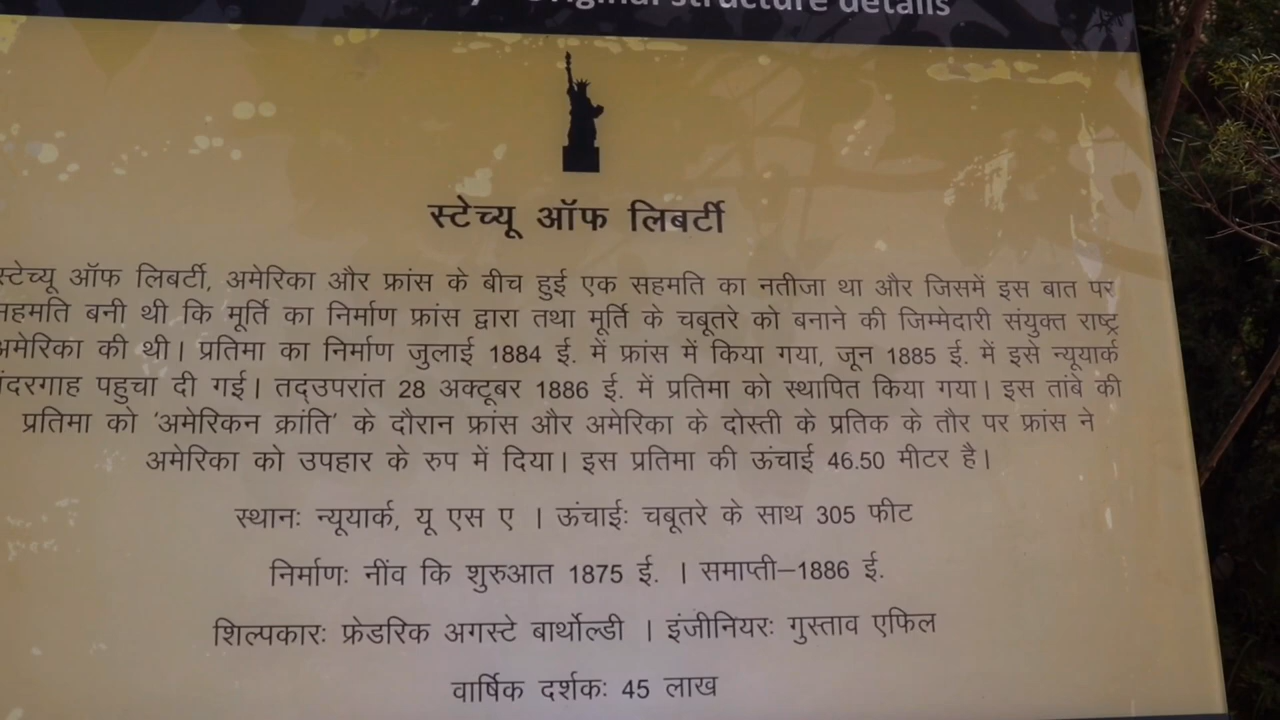 structure details
स्टेच्यू ऑफ लिबर्टी
स्टेच्यू ऑफ लिबर्टी, अमेरिका और फ्रांस के बीच हुई एक सहमति का नतीजा था और जिसमें इस बात पर
सहमति बनी थी कि मूर्ति का निर्माण फ्रांस द्वारा तथा मूर्ति के चबूतरे को बनाने की जिम्मेदारी संयुक्त राष्ट्र
अमेरिका की थी। प्रतिमा का निर्माण जुलाई 1884 ई. में फ्रांस में किया गया, जून 1885 ई. में इसे न्यूयार्क
बंदरगाह पहुचा दी गई। तद्उपरांत 28 अक्टूबर 1886 ई. में प्रतिमा को स्थापित किया गया। इस तांबे की
प्रतिमा को ‘अमेरिकन क्रांति’ के दौरान फ्रांस और अमेरिका के दोस्ती के प्रतिक के तौर पर फ्रांस ने
अमेरिका को उपहार के रुप में दिया। इस प्रतिमा की ऊंचाई 46.50 मीटर है।
स्थानः न्यूयार्क, यू एस ए । ऊंचाईः चबूतरे के साथ 305 फीट
निर्माणः नींव कि शुरुआत 1875 ई. । समाप्ती–1886 ई.
शिल्पकारः फ्रेडरिक अगस्टे बार्थोल्डी । इंजीनियरः गुस्ताव एफिल
वार्षिक दर्शकः 45 लाख